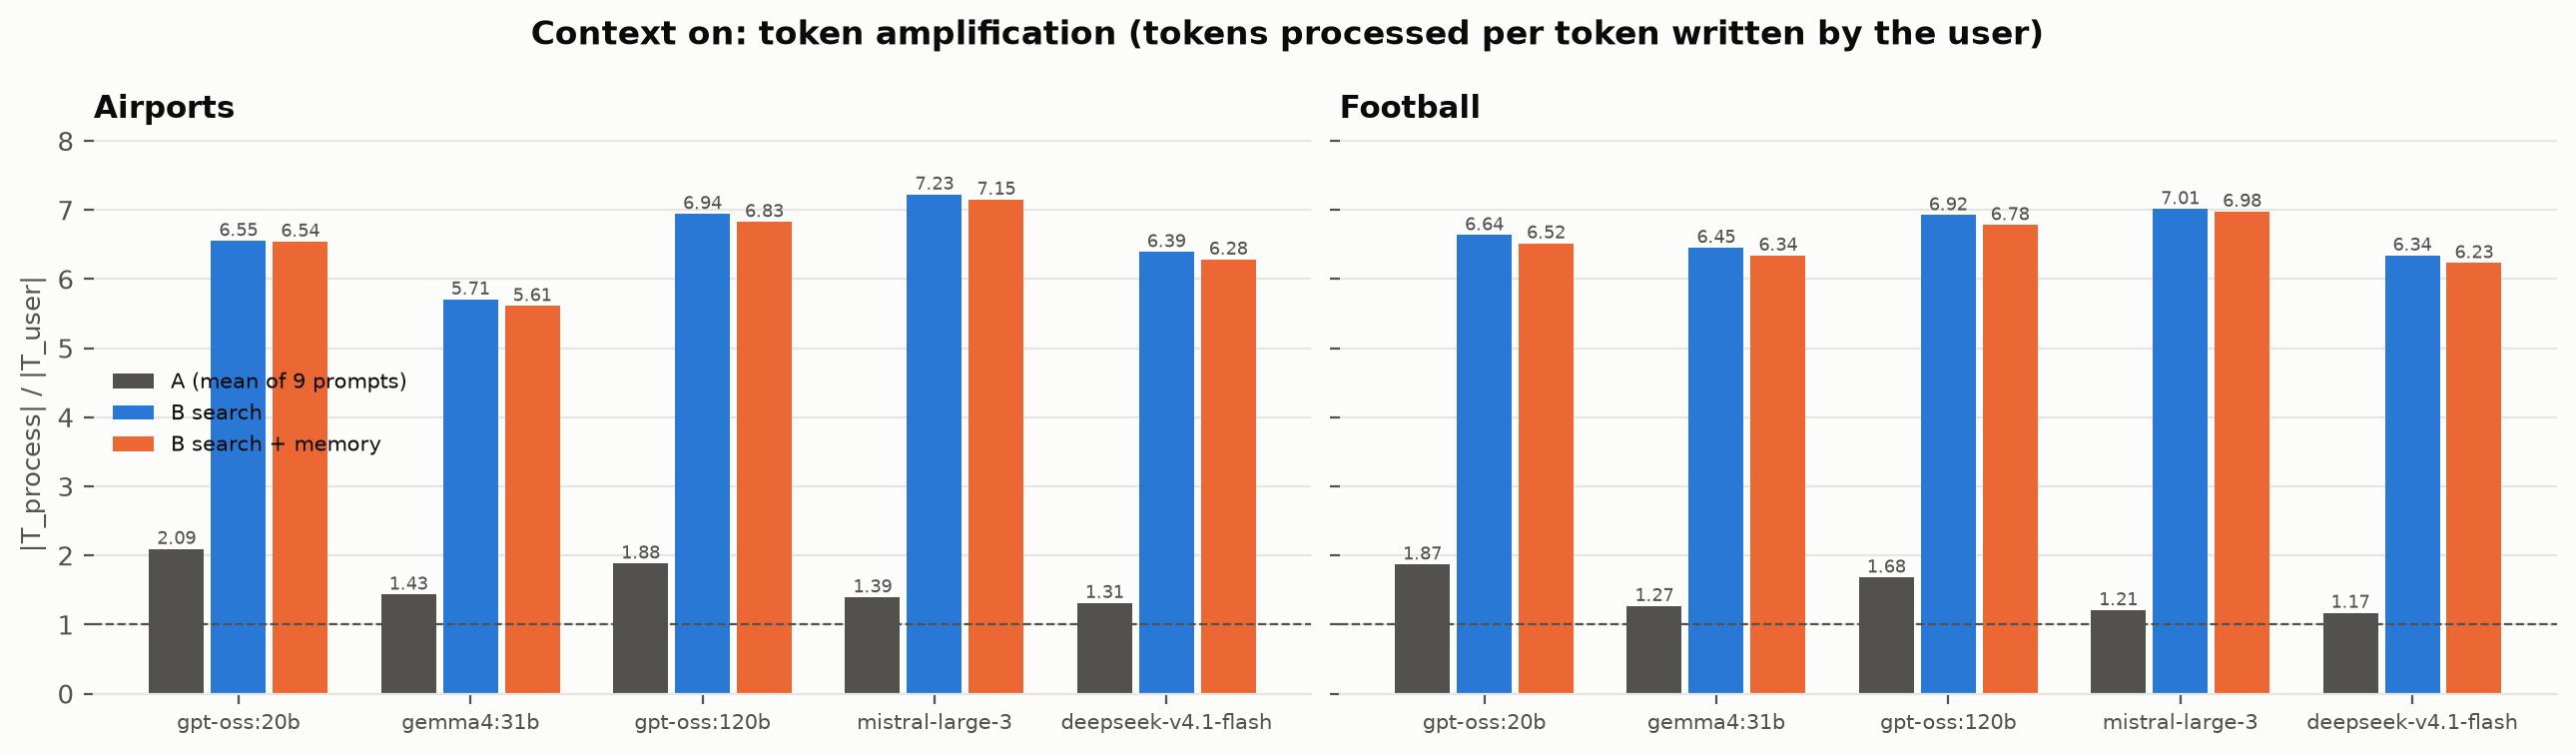 Context on: token amplification (tokens processed per token written by the user)
Airports
Football
|T_process| / |T_user|
8
7
6
5
4
3
2
1
0
2.09
6.55
6.54
1.43
5.71
5.61
1.88
6.94
6.83
1.39
7.23
7.15
1.31
6.39
6.28
A (mean of 9 prompts)
B search
B search + memory
gpt-oss:20b
gemma4:31b
gpt-oss:120b
mistral-large-3
deepseek-v4.1-flash
1.87
6.64
6.52
1.27
6.45
6.34
1.68
6.92
6.78
1.21
7.01
6.98
1.17
6.34
6.23
gpt-oss:20b
gemma4:31b
gpt-oss:120b
mistral-large-3
deepseek-v4.1-flash